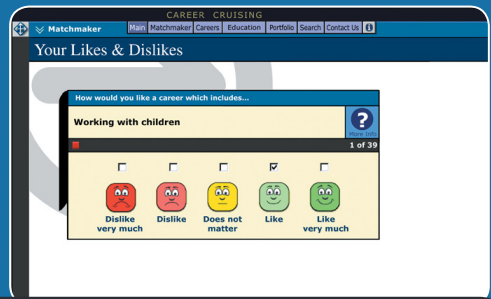 CAREER CRUISING
Matchmaker
Main Matchmaker Careers Education Portfolio Search Contact Us i
Your Likes & Dislikes
How would you like a career which includes...
Working with children
?
More Info
1 of 39
Dislike very much
Dislike
Does not matter
Like
Like very much